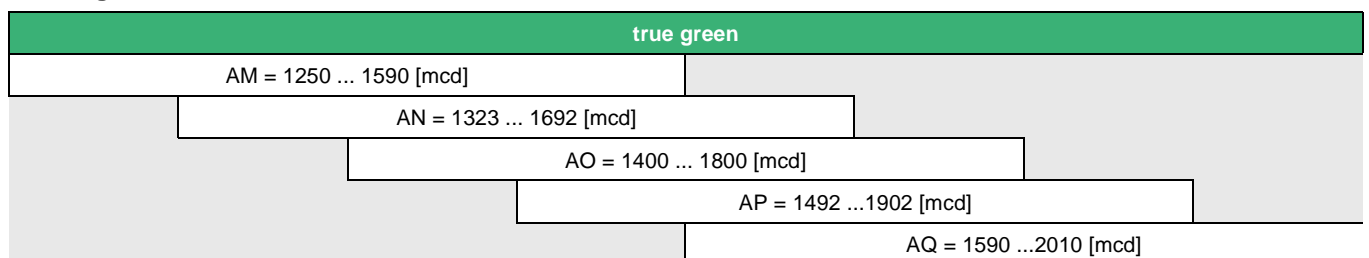 true green
AM = 1250 ... 1590 [mcd]
AN = 1323 ... 1692 [mcd]
AO = 1400 ... 1800 [mcd]
AP = 1492 ...1902 [mcd]
AQ = 1590 ...2010 [mcd]